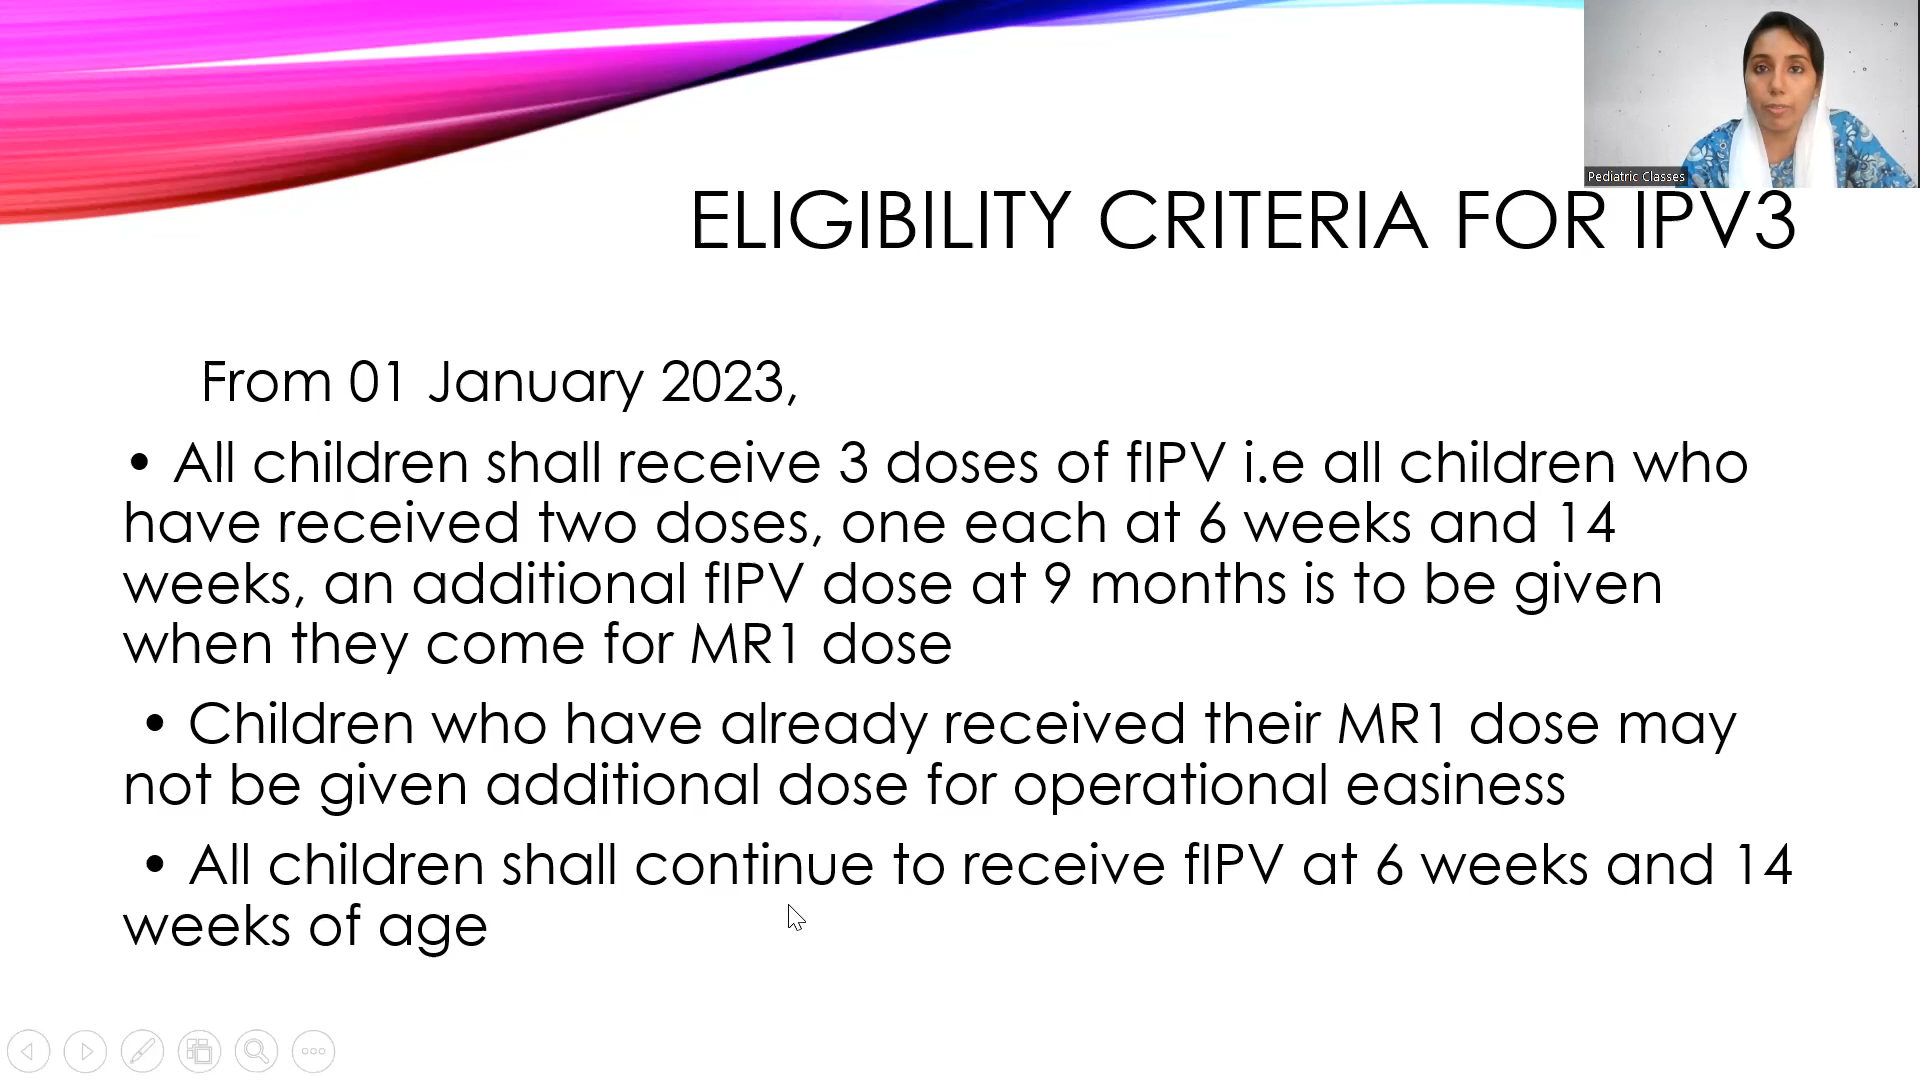 Pediatric Classes
ELIGIBILITY CRITERIA FOR IPV3
From 01 January 2023,
• All children shall receive 3 doses of fIPV i.e all children who
have received two doses, one each at 6 weeks and 14
weeks, an additional fIPV dose at 9 months is to be given
when they come for MR1 dose
• Children who have already received their MR1 dose may
not be given additional dose for operational easiness
• All children shall continue to receive fIPV at 6 weeks and 14
weeks of age